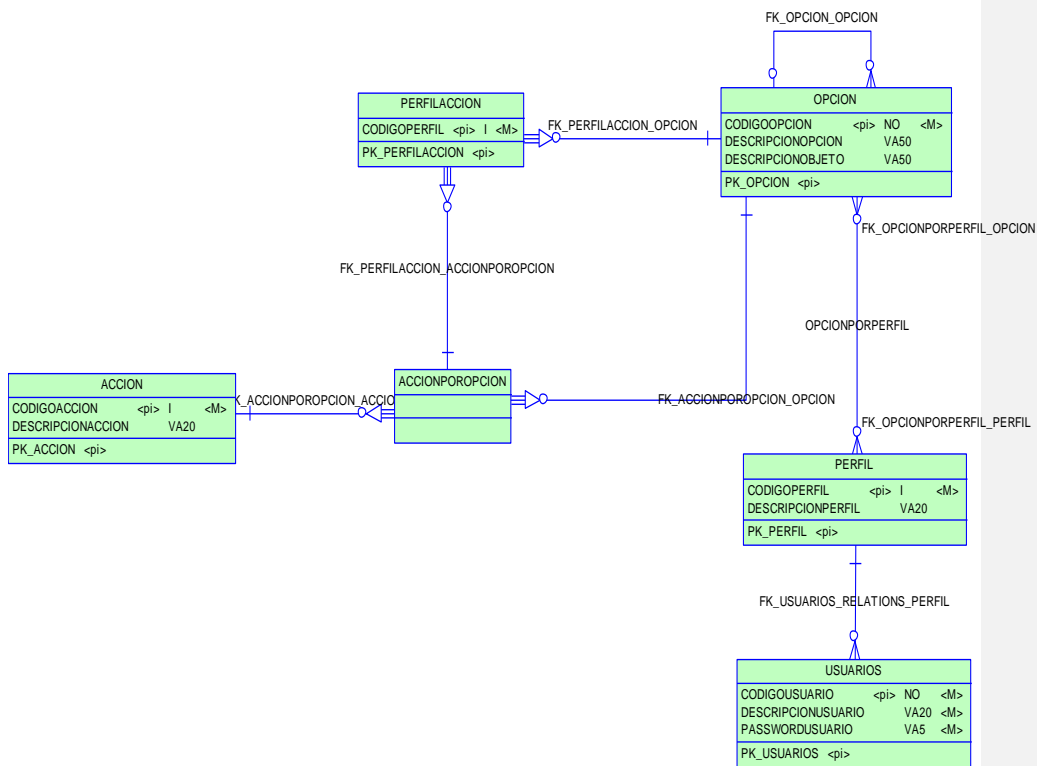 FK_OPCION_OPCION
PERFILACCION
CODIGOPERFIL <pi> I <M>
PK_PERFILACCION <pi>
FK_PERFILACCION_OPCION
OPCION
CODIGOOPCION <pi> NO <M>
DESCRIPCIONOPCION VA50
DESCRIPCIONOBJETO VA50
PK_OPCION <pi>
FK_OPCIONPORPERFIL_OPCION
FK_PERFILACCION_ACCIONPOROPCION
OPCIONPORPERFIL
ACCION
CODIGOACCION <pi> I <M>
DESCRIPCIONACCION VA20
PK_ACCION <pi>
K_ACCIONPOROPCION_ACCIO
ACCIONPOROPCION
FK_ACCIONPOROPCION_OPCION
FK_OPCIONPORPERFIL_PERFIL
PERFIL
CODIGOPERFIL <pi> I <M>
DESCRIPCIONPERFIL VA20
PK_PERFIL <pi>
FK_USUARIOS_RELATIONS_PERFIL
USUARIOS
CODIGOUSUARIO <pi> NO <M>
DESCRIPCIONUSUARIO VA20 <M>
PASSWORDUSUARIO VA5 <M>
PK_USUARIOS <pi>